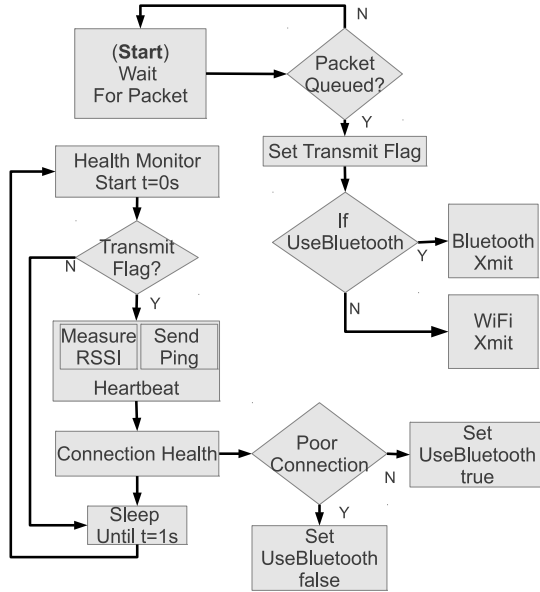 N
(Start)
Wait
For Packet
Packet
Queued?
Y
Set Transmit Flag
Health Monitor
Start t=0s
If
UseBluetooth
Y
Bluetooth
Xmit
N
Transmit
Flag?
N
Y
WiFi
Xmit
Measure
RSSI
Send
Ping
Heartbeat
Connection Health
Poor
Connection
N
Set
UseBluetooth
true
Y
Sleep
Until t=1s
Set
UseBluetooth
false